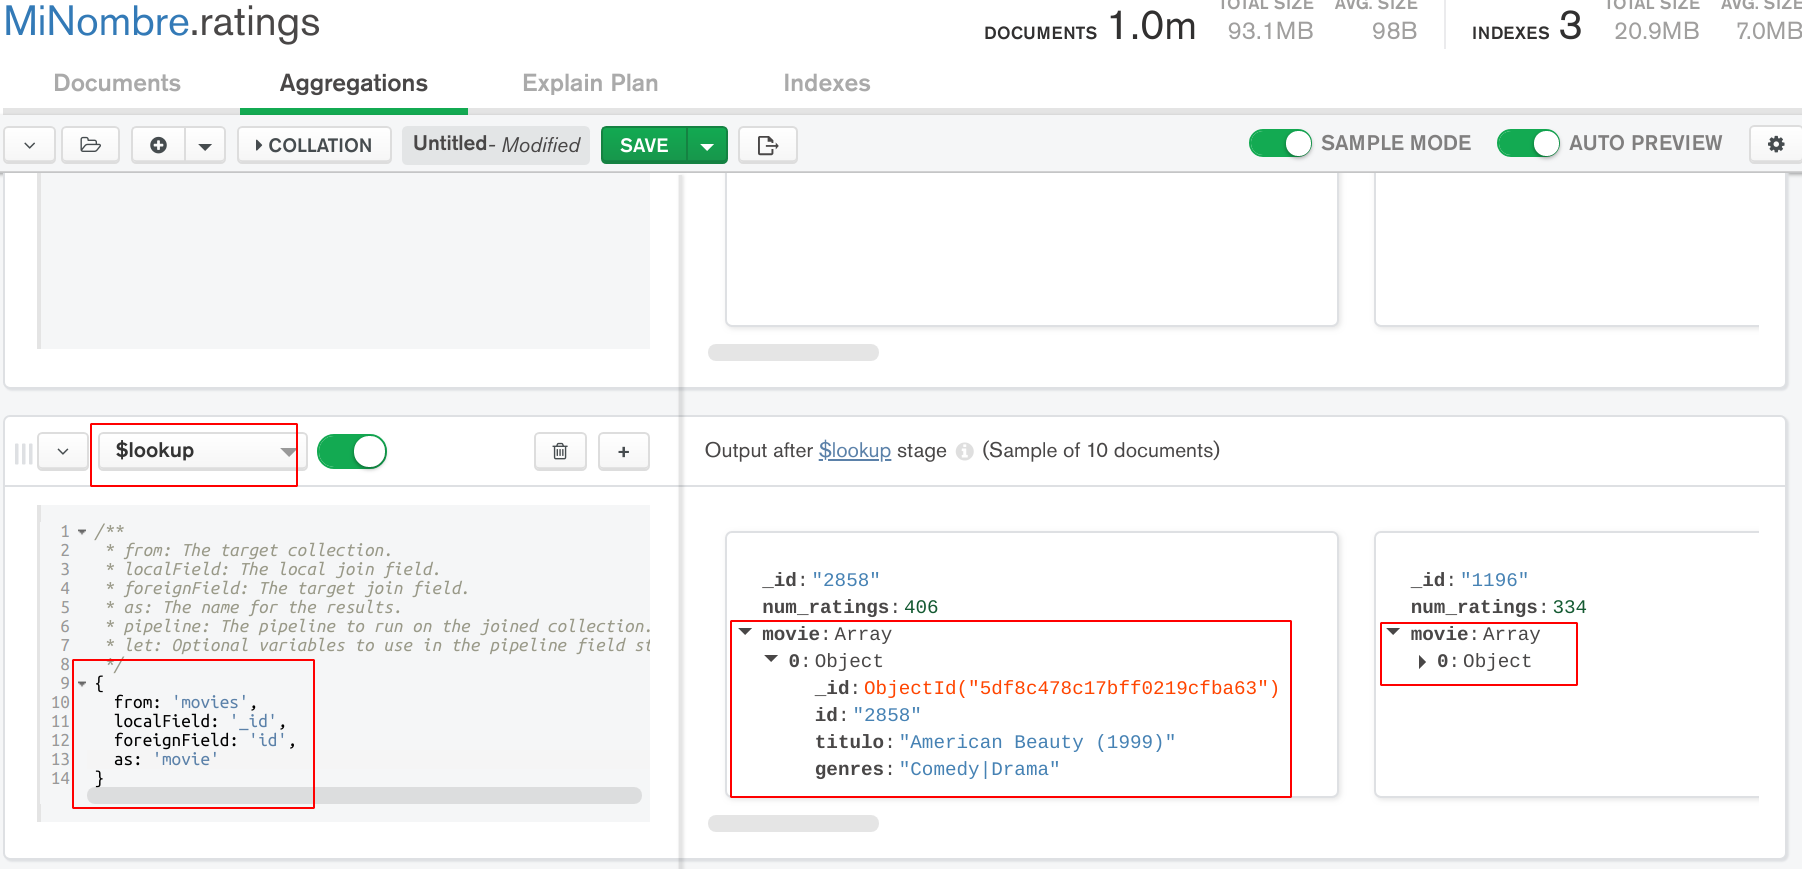 MiNombre.ratings
DOCUMENTS 1.0m TOTAL SIZE 93.1MB AVG. SIZE 98B INDEXES 3 TOTAL SIZE 20.9MB AVG. SIZE 7.0MB
Documents Aggregations Explain Plan Indexes
COLLATION Untitled- Modified SAVE SAMPLE MODE AUTO PREVIEW
$lookup
Output after $lookup stage (Sample of 10 documents)
1 /**
2 * from: The target collection.
3 * localField: The local join field.
4 * foreignField: The target join field.
5 * as: The name for the results.
6 * pipeline: The pipeline to run on the joined collection.
7 * let: Optional variables to use in the pipeline field st
8 */
9 {
10 from: 'movies',
11 localField: '_id',
12 foreignField: 'id',
13 as: 'movie'
14 }
_id:"2858"
num_ratings:406
movie:Array
0:Object
_id:ObjectId("5df8c478c17bff0219cfba63")
id:"2858"
titulo:"American Beauty (1999)"
genres:"Comedy|Drama"
_id:"1196"
num_ratings:334
movie:Array
0:Object